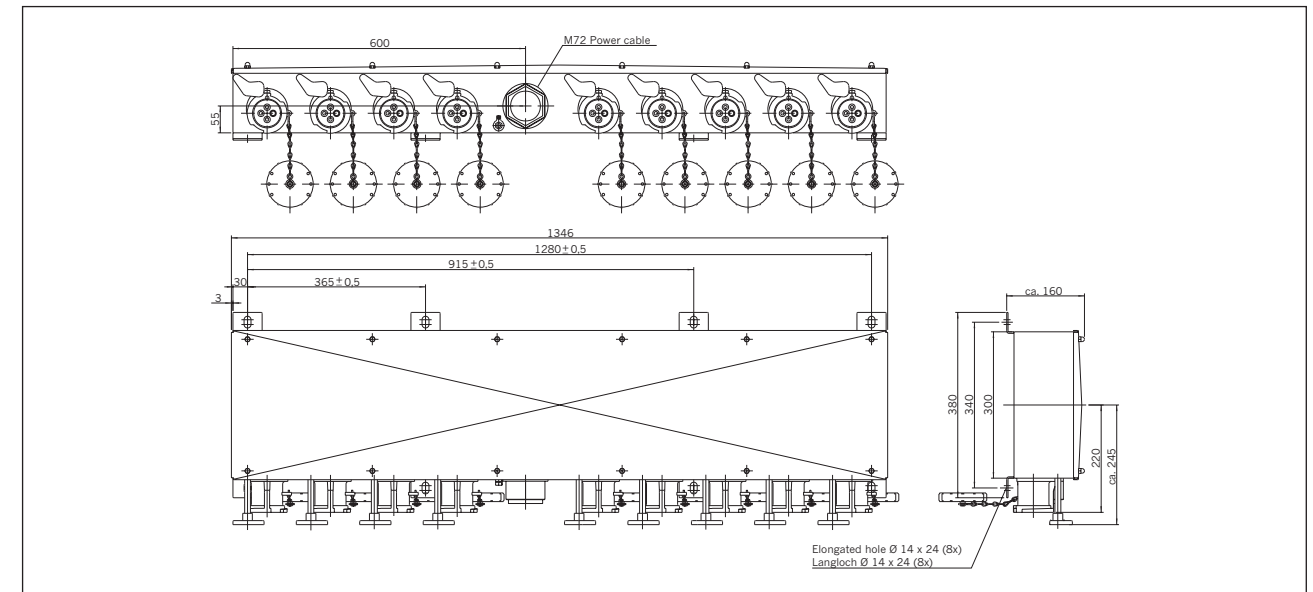 600
M72 Power cable
55
1346
1280±0,5
915±0,5
30
365±0,5
3
ca. 160
380
340
300
220
ca. 245
Elongated hole Ø 14 x 24 (8x)
Langloch Ø 14 x 24 (8x)